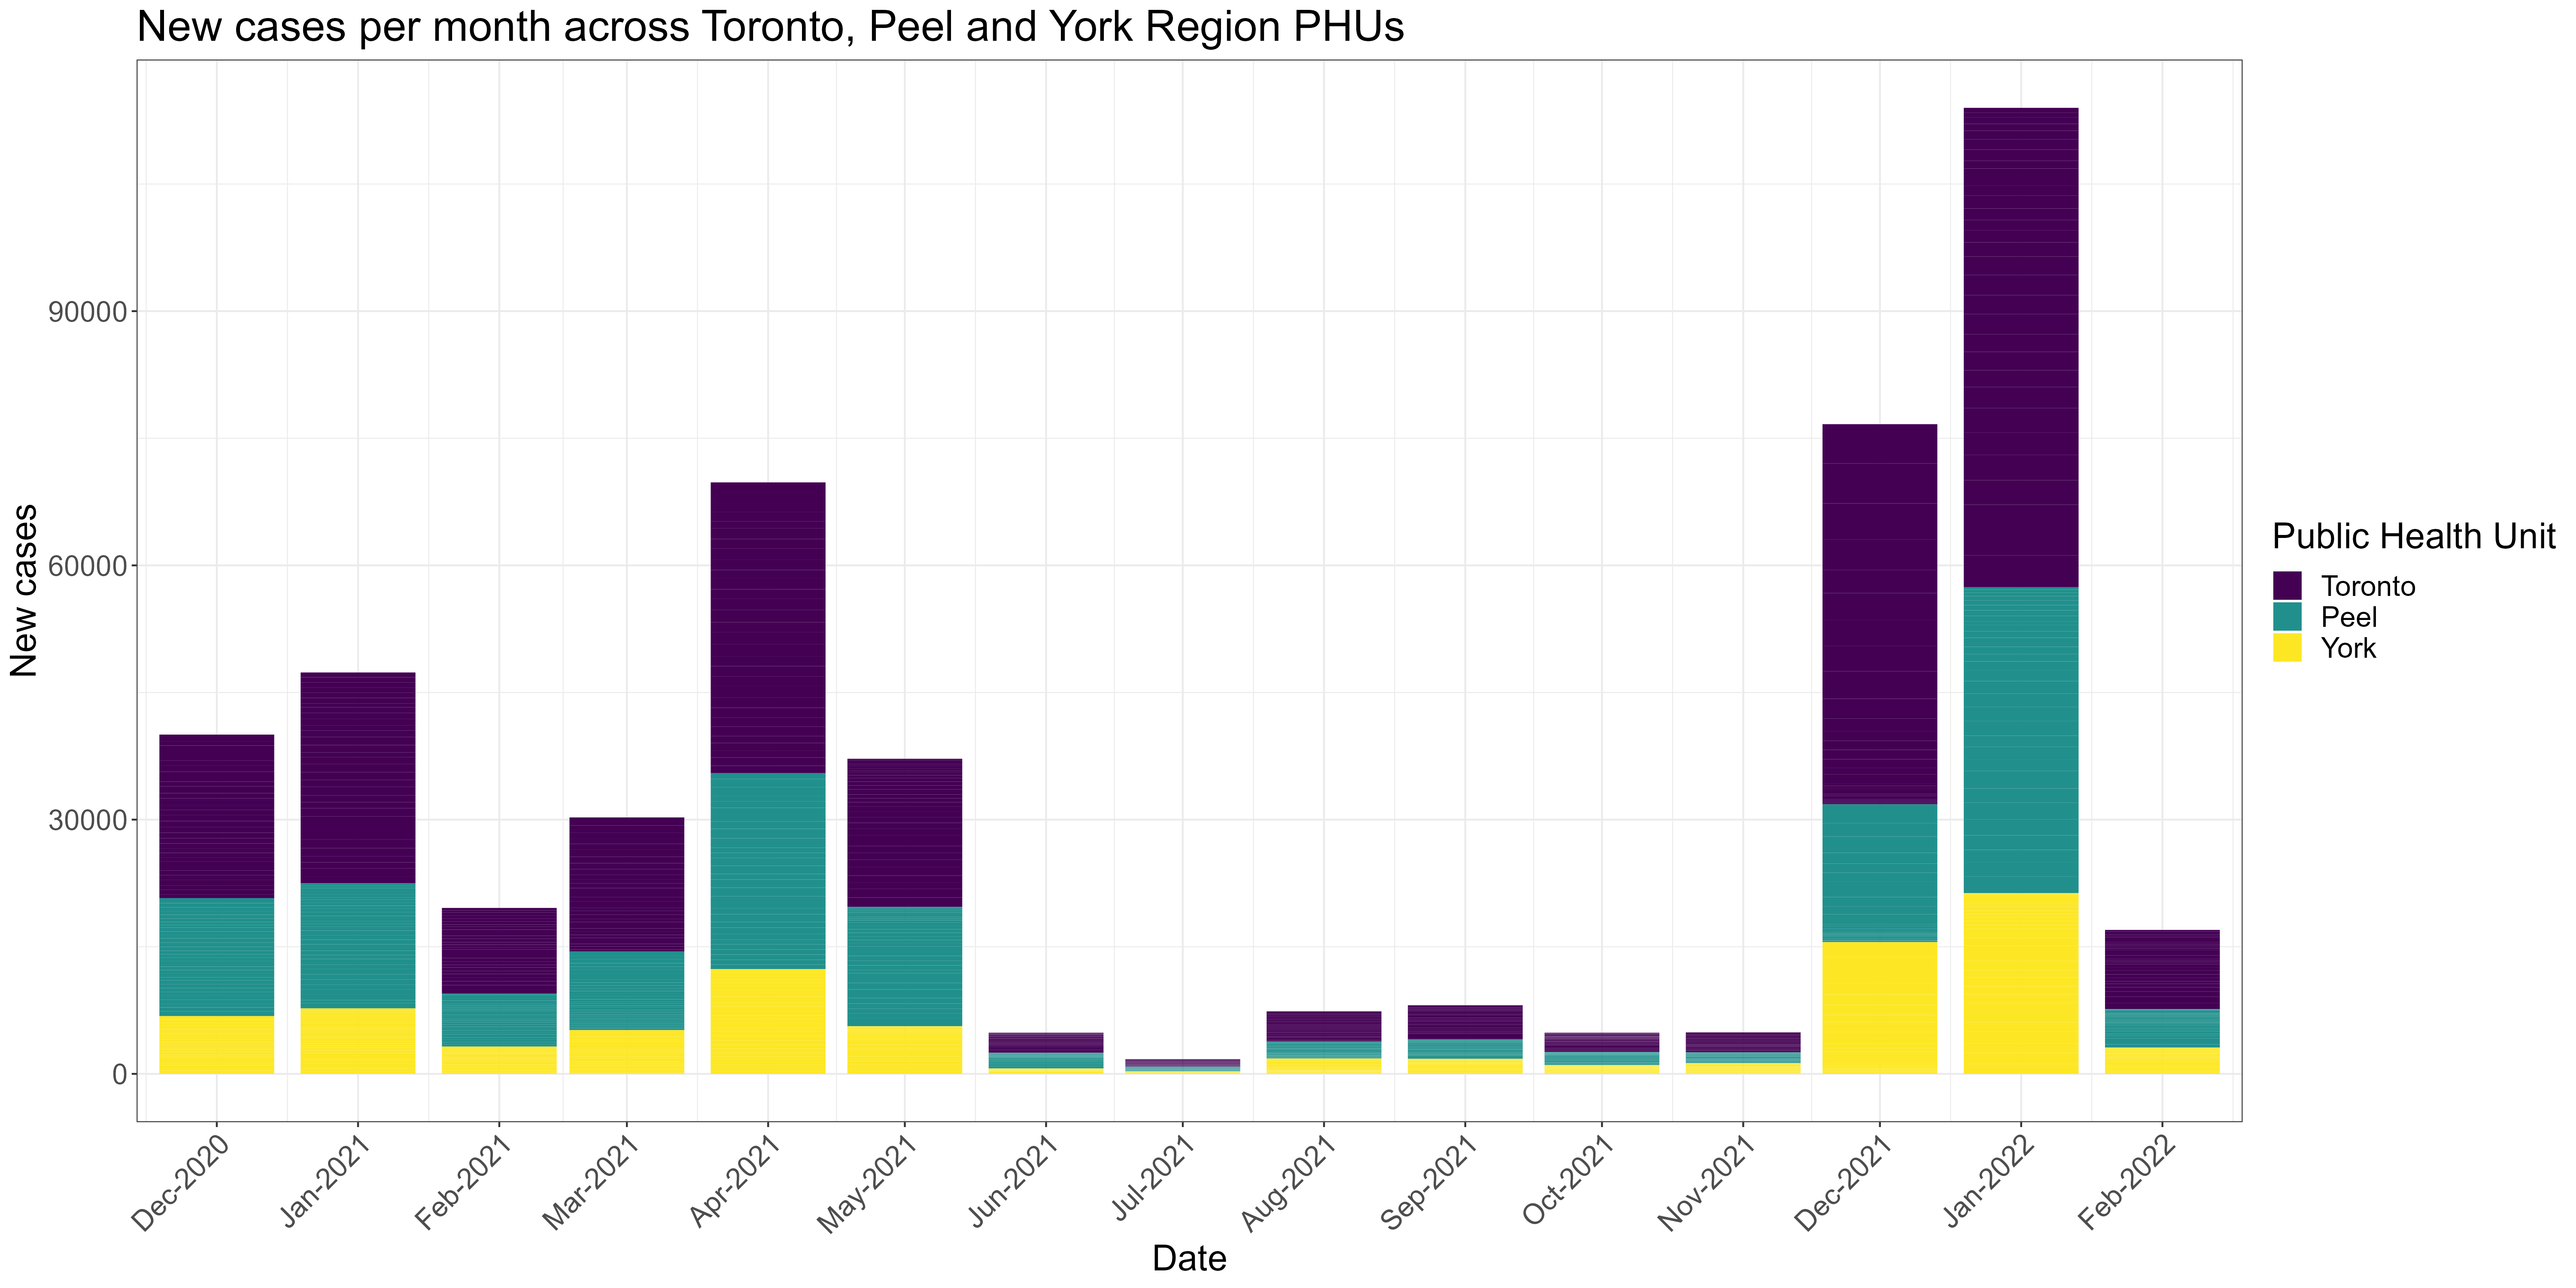 New cases per month across Toronto, Peel and York Region PHUs
New cases
90000
60000
30000
0
Dec-2020
Jan-2021
Feb-2021
Mar-2021
Apr-2021
May-2021
Jun-2021
Jul-2021
Aug-2021
Sep-2021
Oct-2021
Nov-2021
Dec-2021
Jan-2022
Feb-2022
Date
Public Health Unit
Toronto
Peel
York